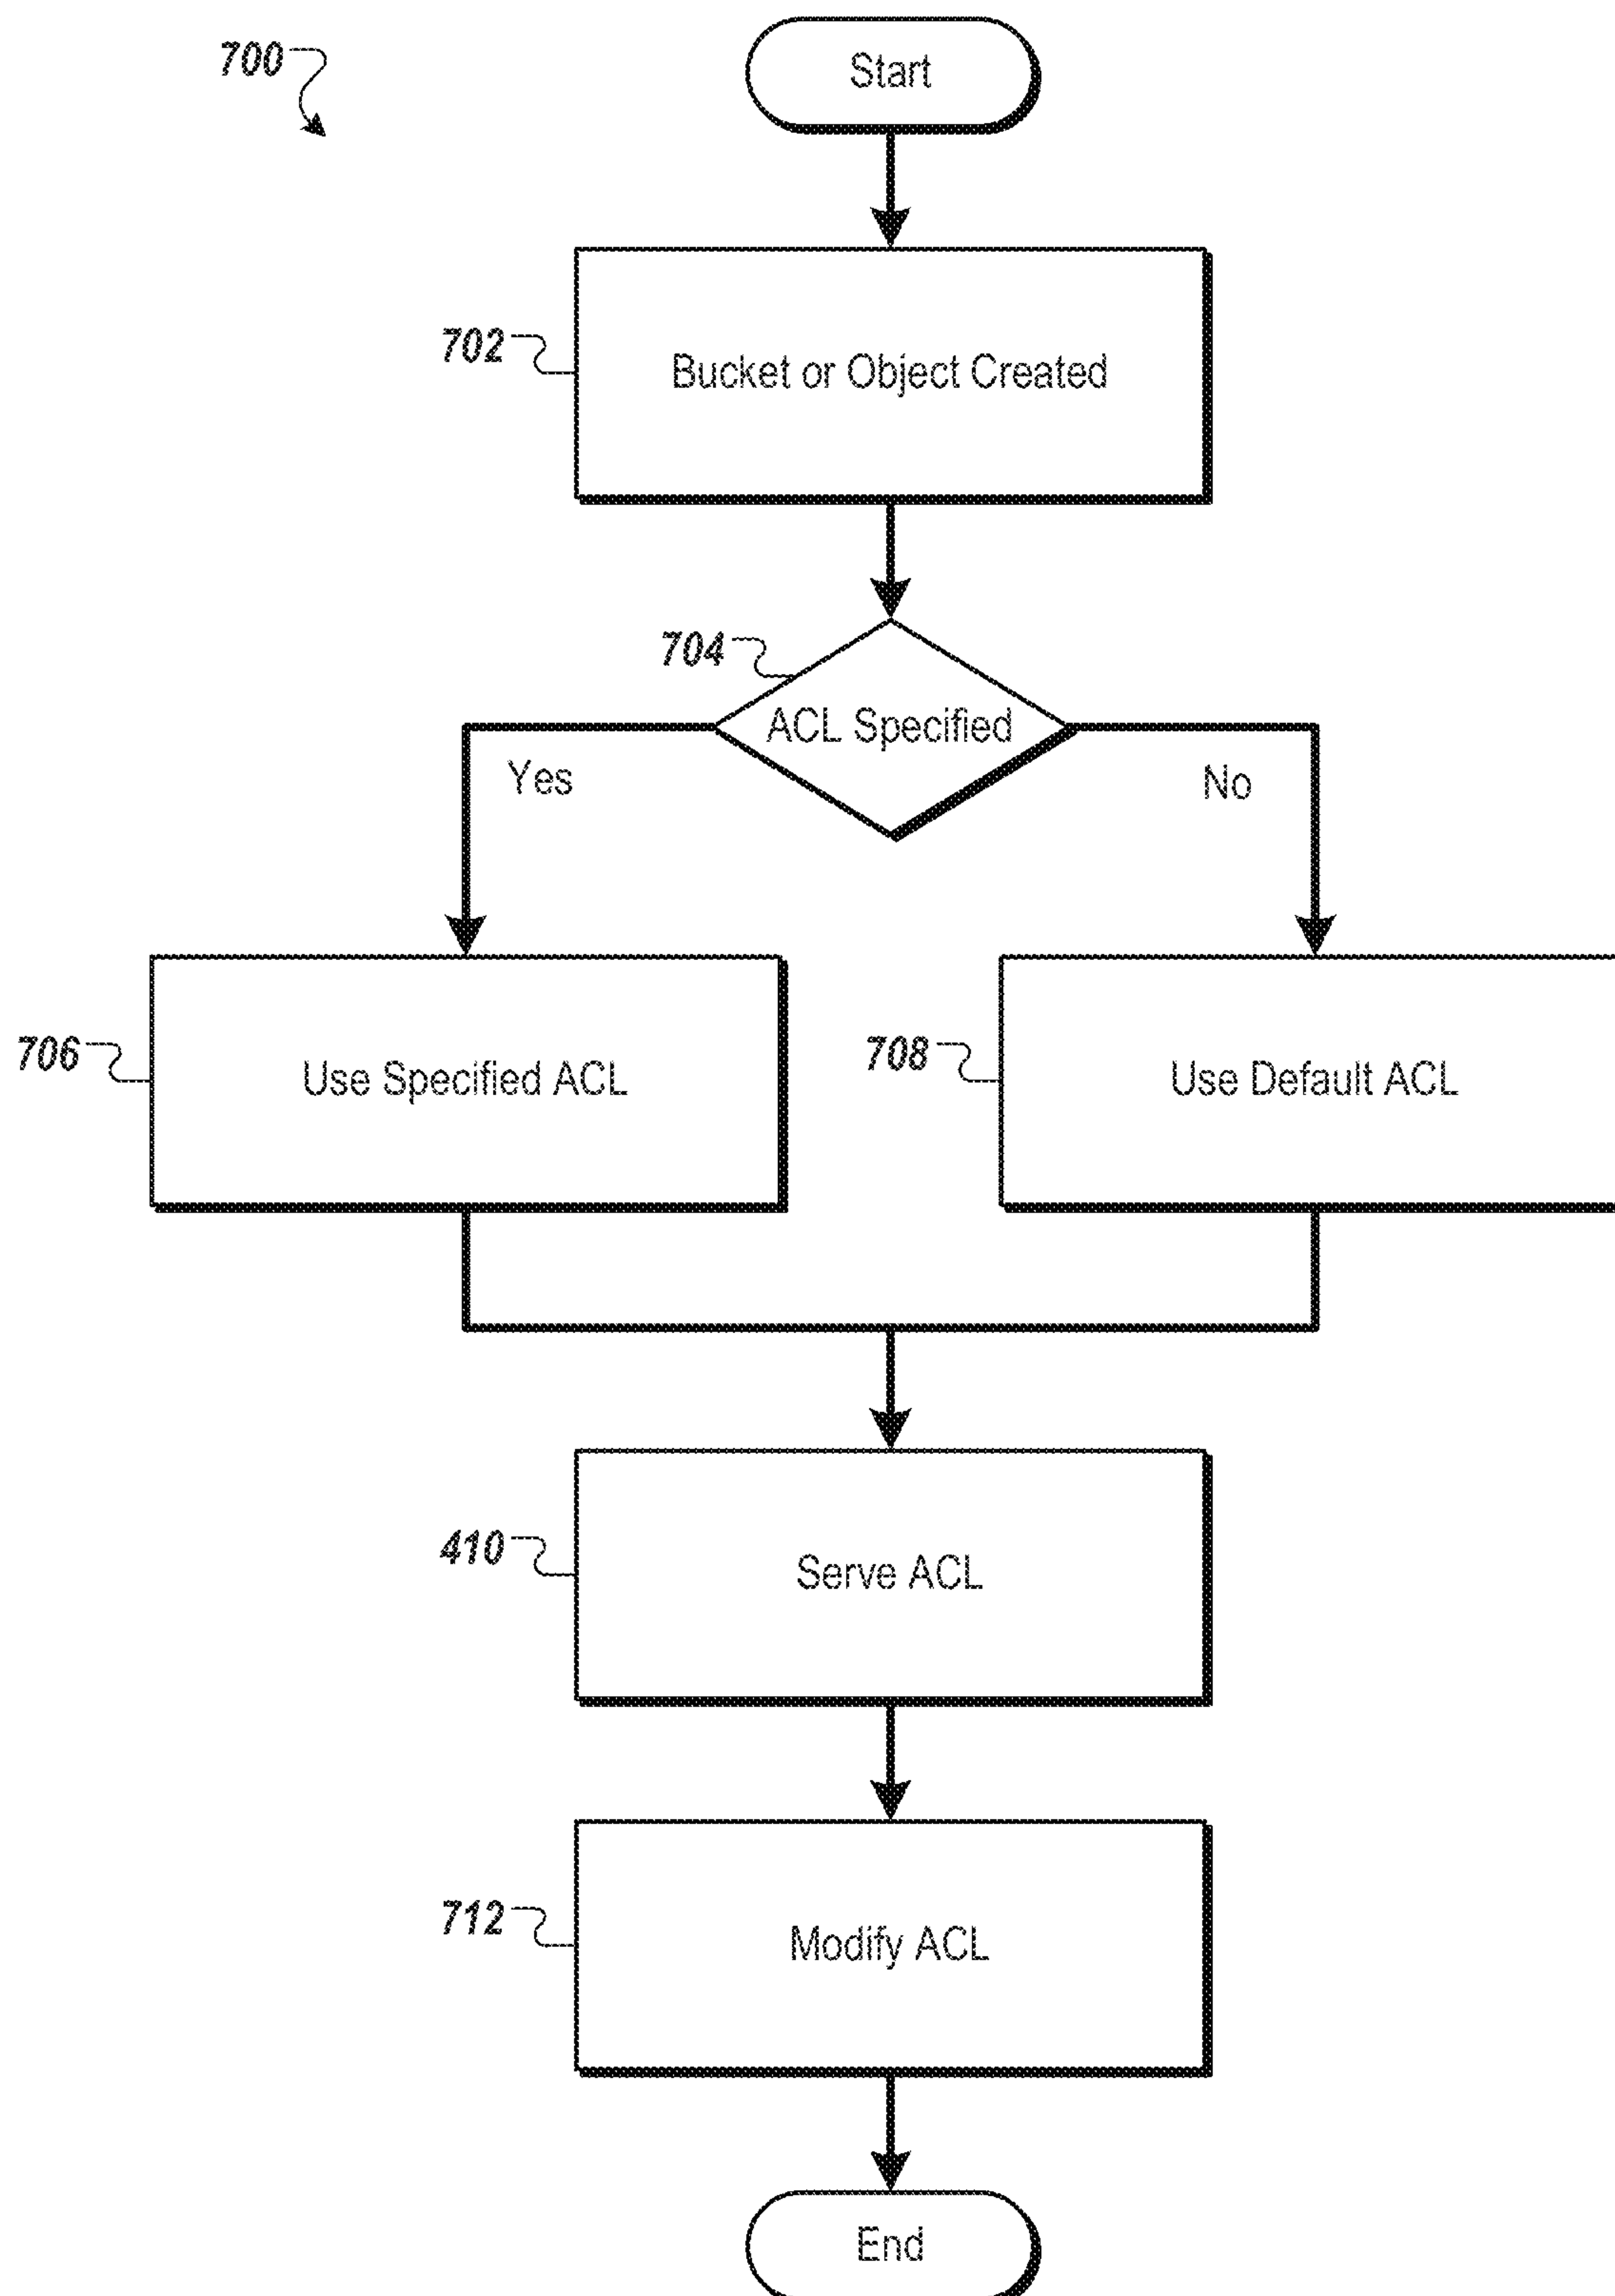 700
Start
702
Bucket or Object Created
704
ACL Specified
Yes
No
706
Use Specified ACL
708
Use Default ACL
410
Serve ACL
712
Modify ACL
End